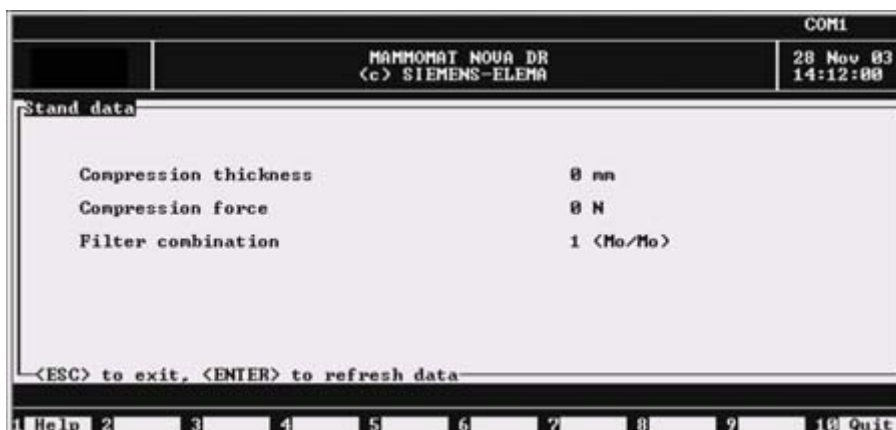 COM1
MAMMOMAT NOVA DR
(c) SIEMENS-ELEMA
28 Nov 03
14:12:00
Stand data
Compression thickness 0 mm
Compression force 0 N
Filter combination 1 (Mo/Mo)
<ESC> to exit, <ENTER> to refresh data
1 Help 2 3 4 5 6 7 8 9 10 Quit